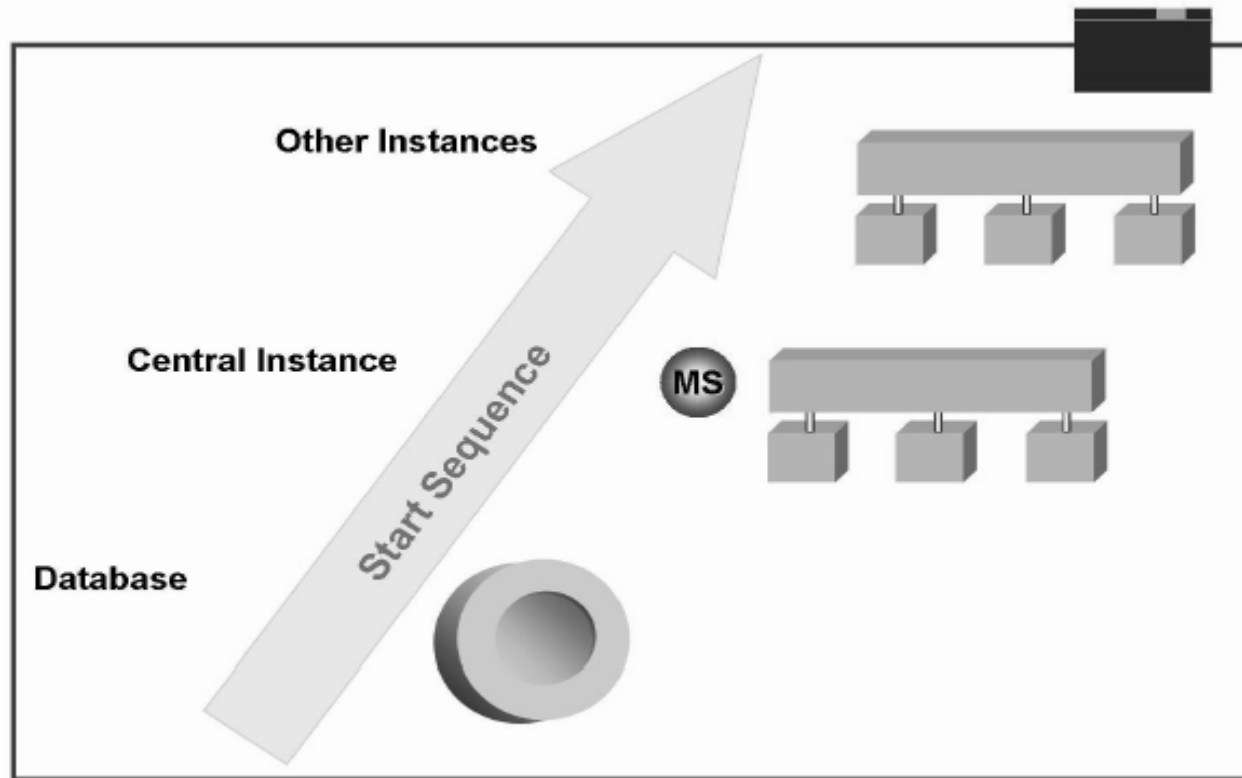 Other Instances
Central Instance
MS
Start Sequence
Database